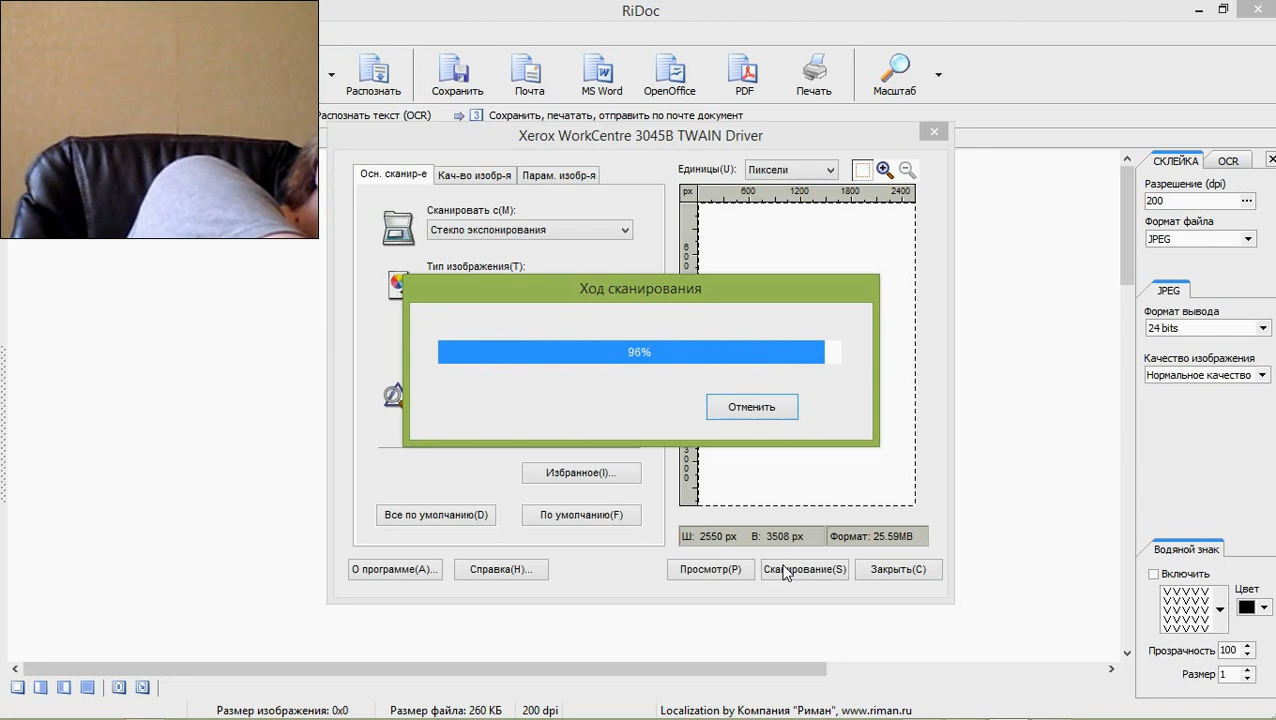 RiDoc
Распознать
Сохранить
Почта
MS Word
OpenOffice
PDF
Печать
Масштаб
Распознать текст (OCR)
3 Сохранить, печатать, отправить по почте документ
Xerox WorkCentre 3045B TWAIN Driver
Осн. сканир-е
Кач-во изобр-я
Парам. изобр-я
Сканировать с(M):
Стекло экспонирования
Тип изображения(T):
Единицы(U):
Пиксели
px
600
1200
1800
2400
Ход сканирования
96%
Отменить
Избранное(I)...
Все по умолчанию(D)
По умолчанию(F)
Ш: 2550 px
В: 3508 px
Формат: 25.59MB
О программе(A)...
Справка(H)...
Просмотр(P)
Сканирование(S)
Закрыть(C)
СКЛЕЙКА
OCR
Разрешение (dpi)
200
Формат файла
JPEG
JPEG
Формат вывода
24 bits
Качество изображения
Нормальное качество
Водяной знак
Включить
Цвет
Прозрачность 100
Размер 1
Размер изображения: 0x0
Размер файла: 260 КБ
200 dpi
Localization by Компания "Риман", www.riman.ru